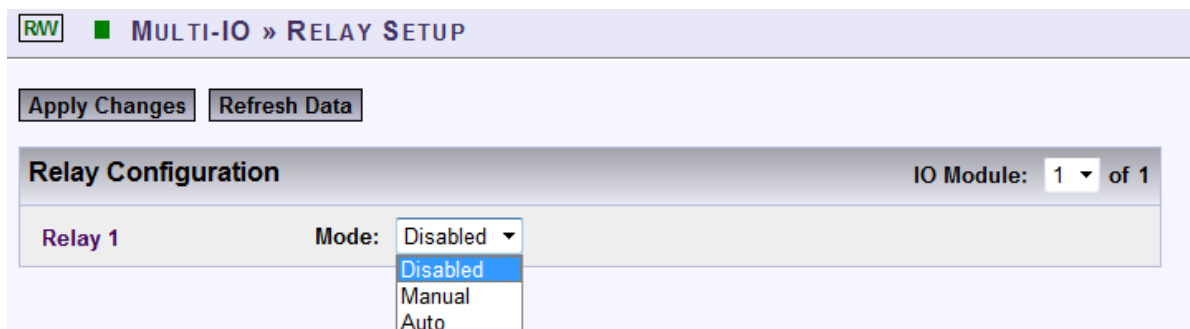 R/W MULTI-IO » RELAY SETUP
Apply Changes Refresh Data
Relay Configuration IO Module: 1 of 1
Relay 1 Mode: Disabled
Disabled
Manual
Auto